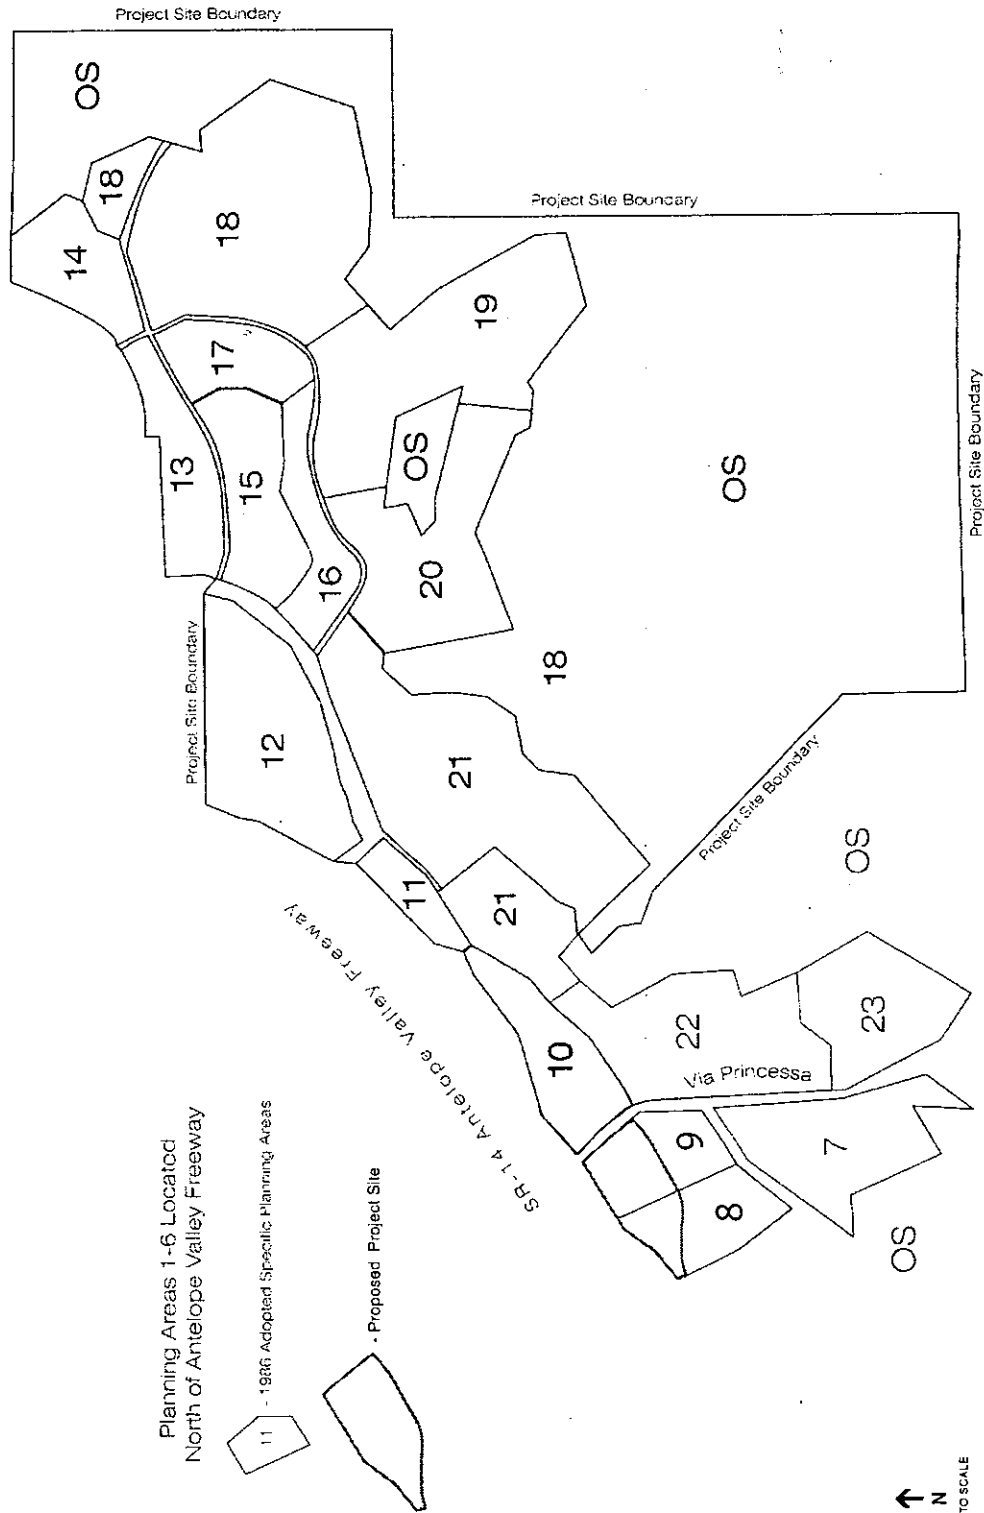 Planning Areas 1-6 Located
North of Antelope Valley Freeway
11
- 1986 Adopted Specific Planning Areas
- Proposed Project Site
N
TO SCALE
SR-14 Antelope Valley Freeway
Project Site Boundary
Project Site Boundary
Project Site Boundary
Project Site Boundary
Project Site Boundary
Via Princessa
OS
OS
OS
OS
OS
7
8
9
10
11
12
13
14
15
16
17
18
18
18
19
20
21
21
22
23